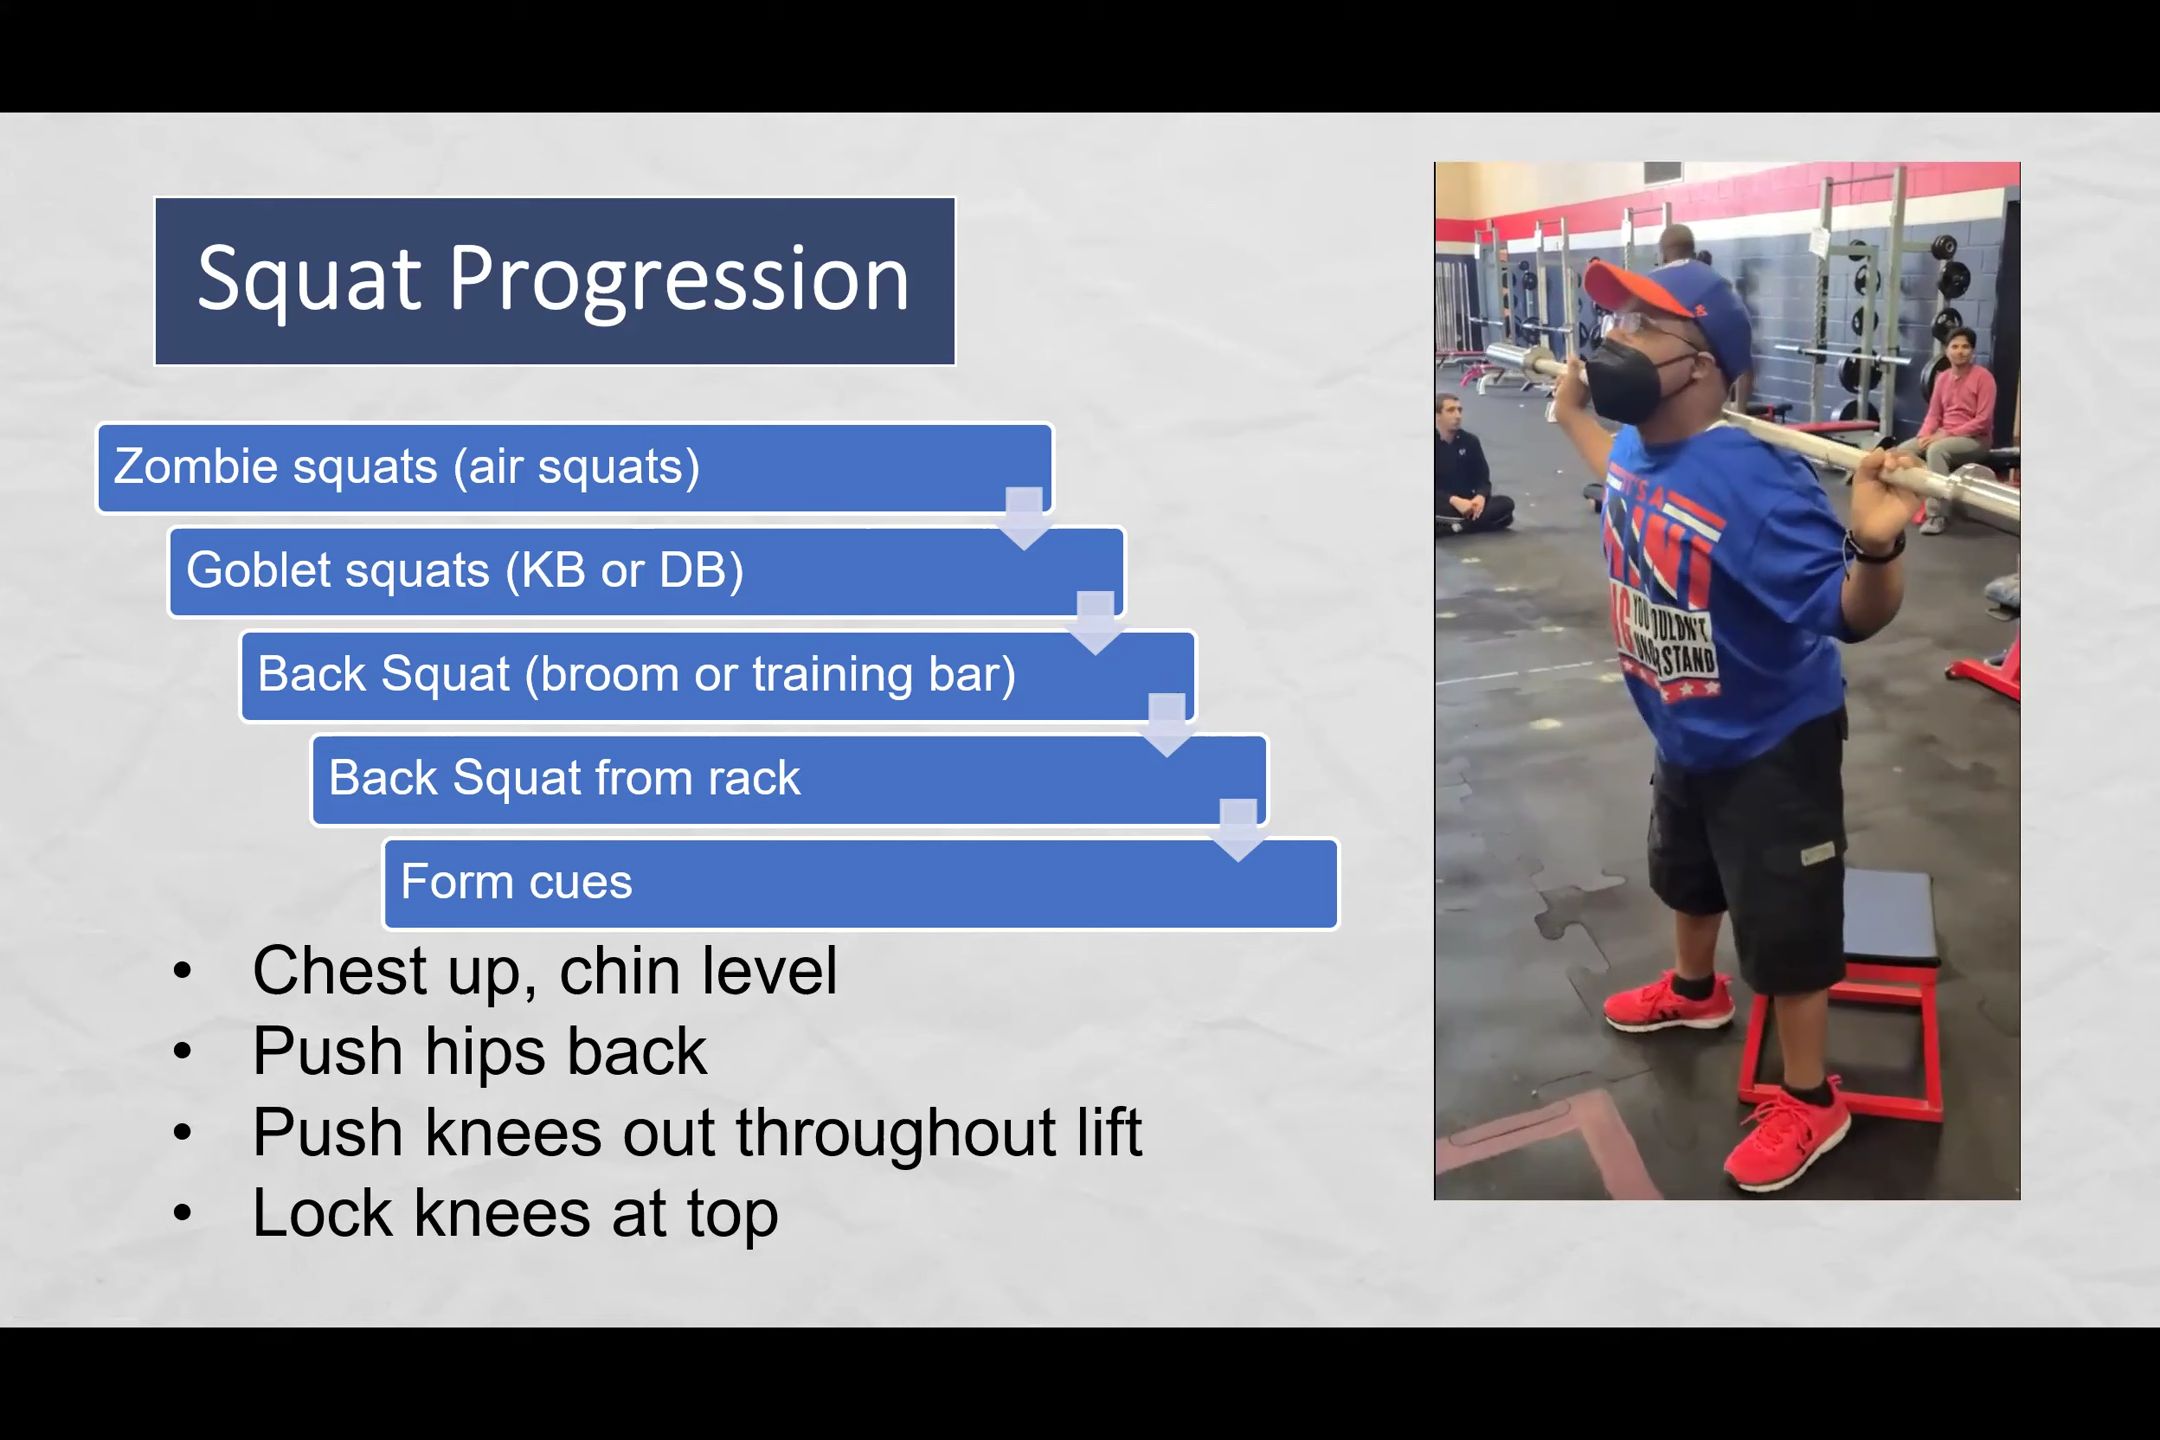 Squat Progression
Zombie squats (air squats)
Goblet squats (KB or DB)
Back Squat (broom or training bar)
Back Squat from rack
Form cues
• Chest up, chin level
• Push hips back
• Push knees out throughout lift
• Lock knees at top
IT'S A
YOU